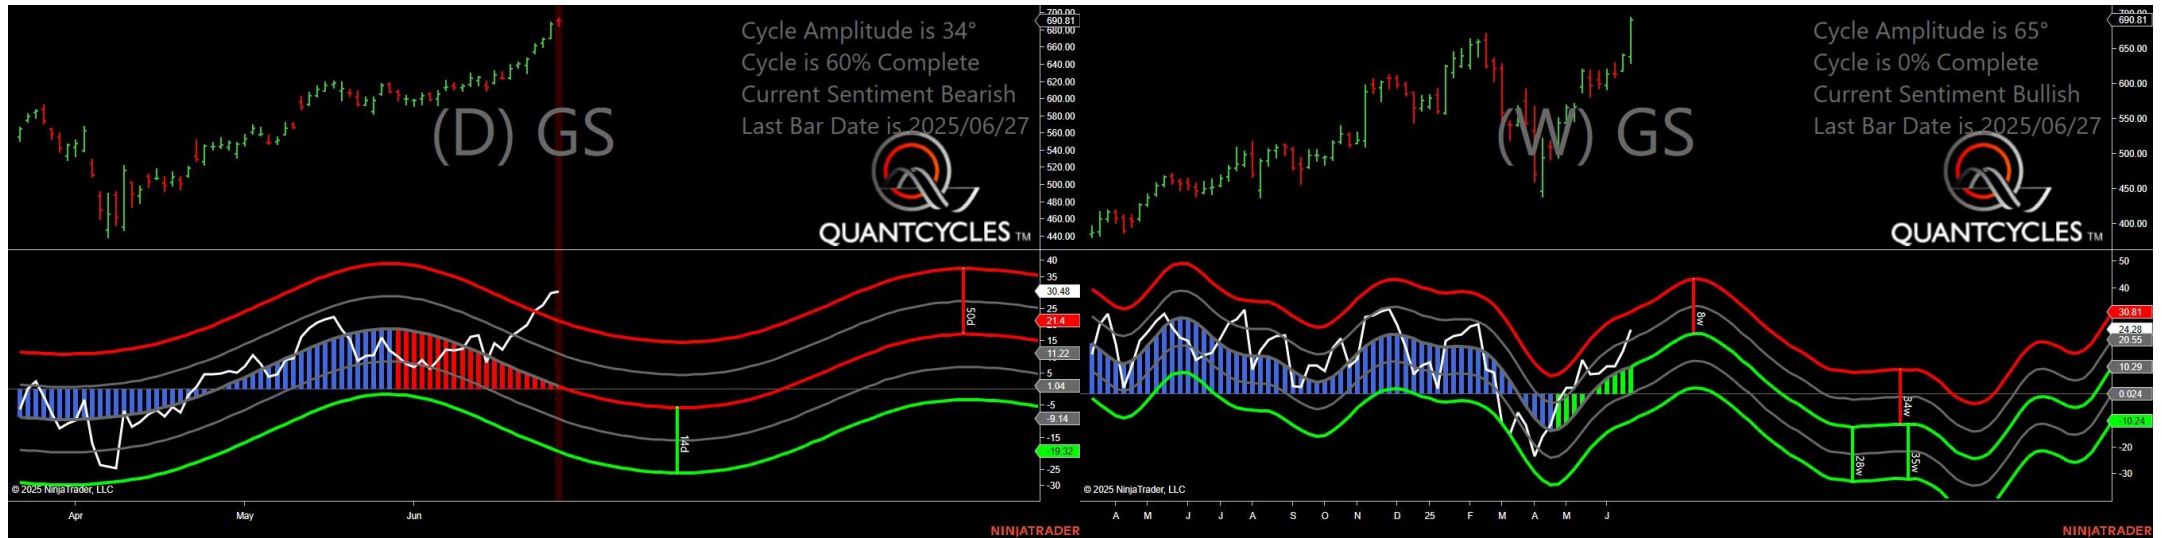 Cycle Amplitude is 34°
Cycle is 60% Complete
Current Sentiment Bearish
Last Bar Date is 2025/06/27
(D) GS
QUANTCYCLES TM
700.00
690.81
680.00
660.00
640.00
620.00
600.00
580.00
560.00
540.00
520.00
500.00
480.00
460.00
440.00
40
35
30.48
25
21.4
15
11.22
5
1.04
-5
-9.14
-15
-19.32
-25
-30
50d
14d
© 2025 NinjaTrader, LLC
Apr
May
Jun
NINJATRADER
Cycle Amplitude is 65°
Cycle is 0% Complete
Current Sentiment Bullish
Last Bar Date is 2025/06/27
(W) GS
QUANTCYCLES TM
700.00
690.81
650.00
600.00
550.00
500.00
450.00
400.00
50
40
30.81
24.28
20.55
10.29
0.024
-10.24
-20
-30
8w
34w
28w
35w
© 2025 NinjaTrader, LLC
A M J J A S O N D 25 F M A M J
NINJATRADER